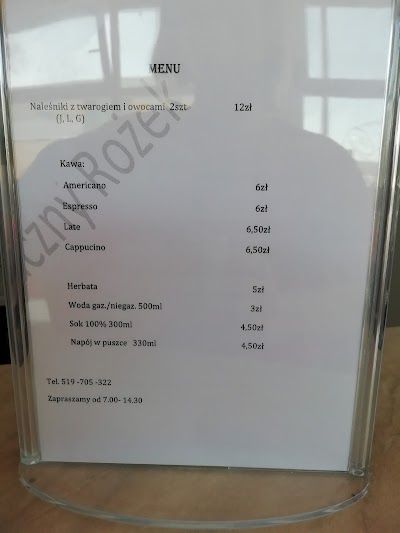 MENU
Naleśniki z twarogiem i owocami 2szt 12zł
(J, L, G)
Kawa:
Americano 6zł
Espresso 6zł
Late 6,50zł
Cappucino 6,50zł
Herbata 5zł
Woda gaz./niegaz. 500ml 3zł
Sok 100% 300ml 4,50zł
Napój w puszce 330ml 4,50zł
Tel. 519 -705 -322
Zapraszamy od 7.00- 14.30
Rożek